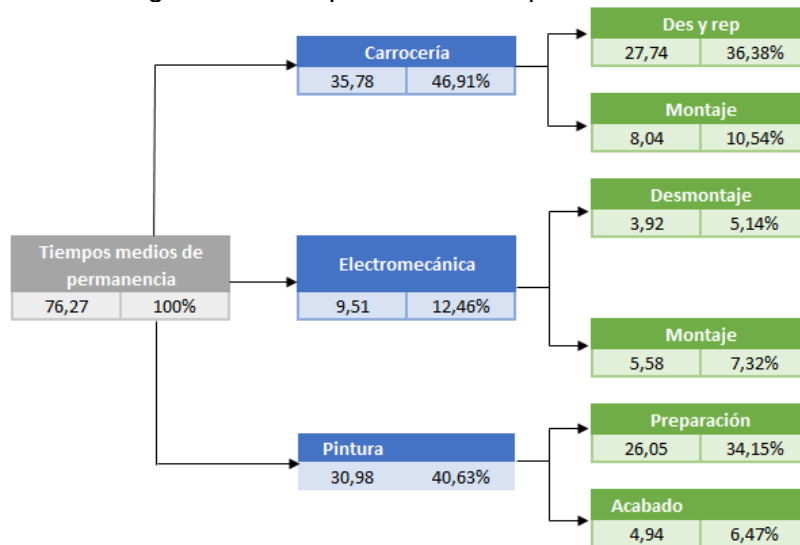 Des y rep
27,74 36,38%
Carrocería
35,78 46,91%
Montaje
8,04 10,54%
Desmontaje
3,92 5,14%
Tiempos medios de
permanencia
76,27 100%
Electromecánica
9,51 12,46%
Montaje
5,58 7,32%
Preparación
26,05 34,15%
Pintura
30,98 40,63%
Acabado
4,94 6,47%